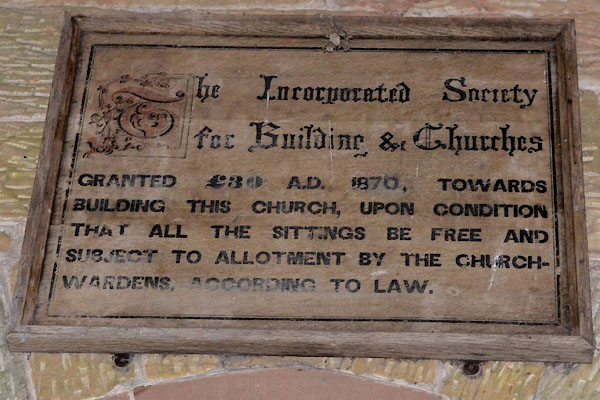 The Incorporated Society
for Building &c Churches
GRANTED £30 A.D. 1870, TOWARDS
BUILDING THIS CHURCH, UPON CONDITION
THAT ALL THE SITTINGS BE FREE AND
SUBJECT TO ALLOTMENT BY THE CHURCH-
WARDENS, ACCORDING TO LAW.